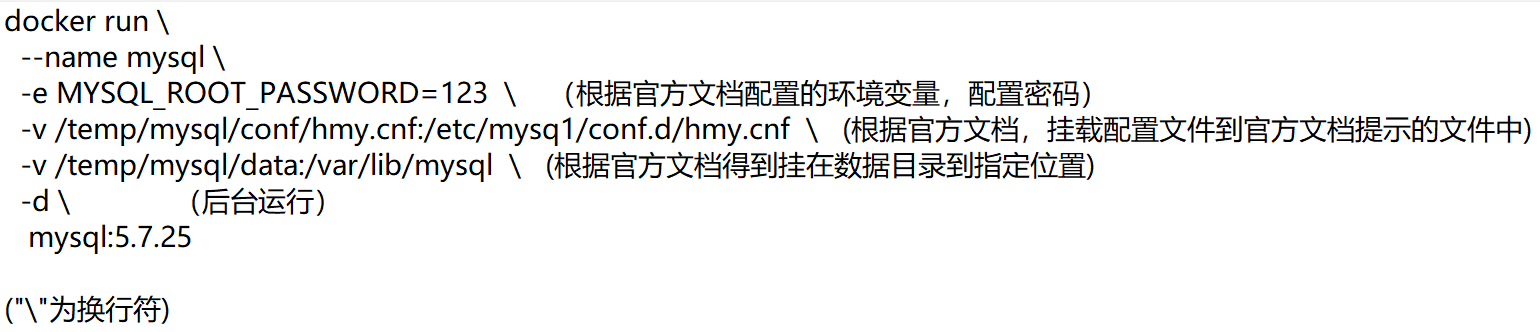 docker run \
--name mysql \
-e MYSQL_ROOT_PASSWORD=123 \ （根据官方文档配置的环境变量，配置密码）
-v /temp/mysql/conf/hmy.cnf:/etc/mysq1/conf.d/hmy.cnf \ (根据官方文档，挂载配置文件到官方文档提示的文件中)
-v /temp/mysql/data:/var/lib/mysql \ (根据官方文档得到挂在数据目录到指定位置)
-d \ （后台运行）
mysql:5.7.25
("\"为换行符)